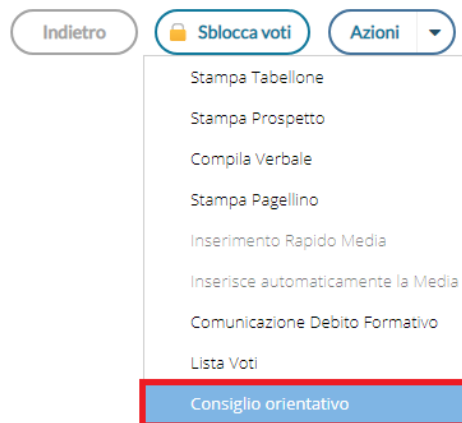 Indietro
Sblocca voti
Azioni
Stampa Tabellone
Stampa Prospetto
Compila Verbale
Stampa Pagellino
Inserimento Rapido Media
Inserisce automaticamente la Media
Comunicazione Debito Formativo
Lista Voti
Consiglio orientativo